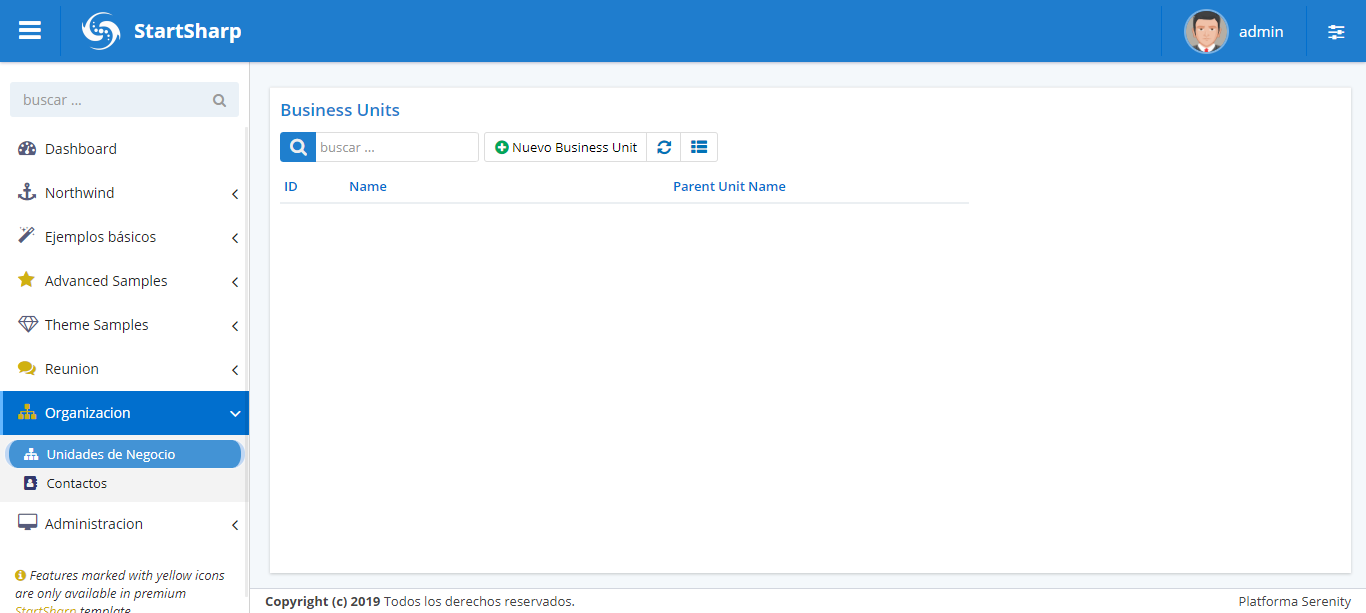 StartSharp
admin
buscar ...
Dashboard
Northwind
Ejemplos básicos
Advanced Samples
Theme Samples
Reunion
Organizacion
Unidades de Negocio
Contactos
Administracion
Features marked with yellow icons
are only available in premium
StartSharp template.
Business Units
buscar ...
Nuevo Business Unit
ID Name Parent Unit Name
Copyright (c) 2019 Todos los derechos reservados.
Platforma Serenity